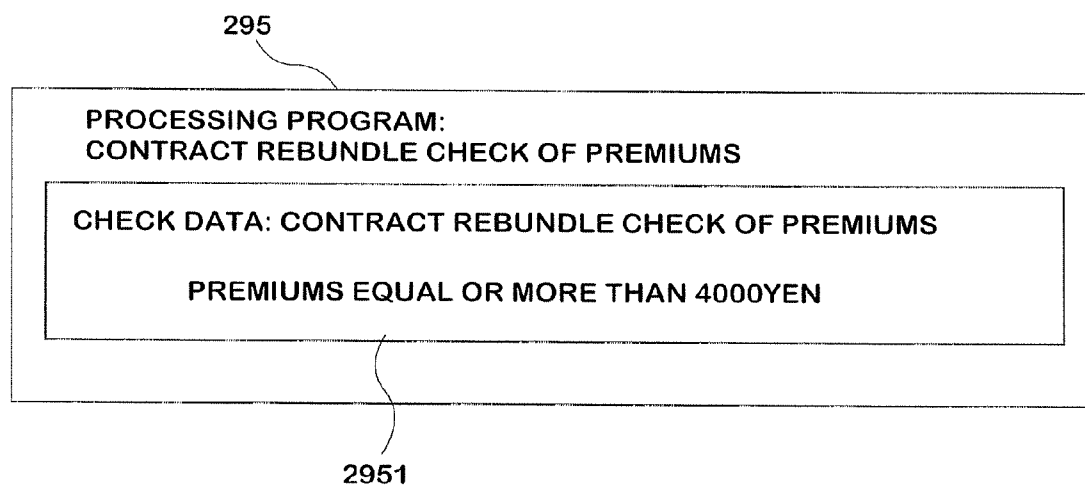 295
PROCESSING PROGRAM:
CONTRACT REBUNDLE CHECK OF PREMIUMS
CHECK DATA: CONTRACT REBUNDLE CHECK OF PREMIUMS
PREMIUMS EQUAL OR MORE THAN 4000YEN
2951